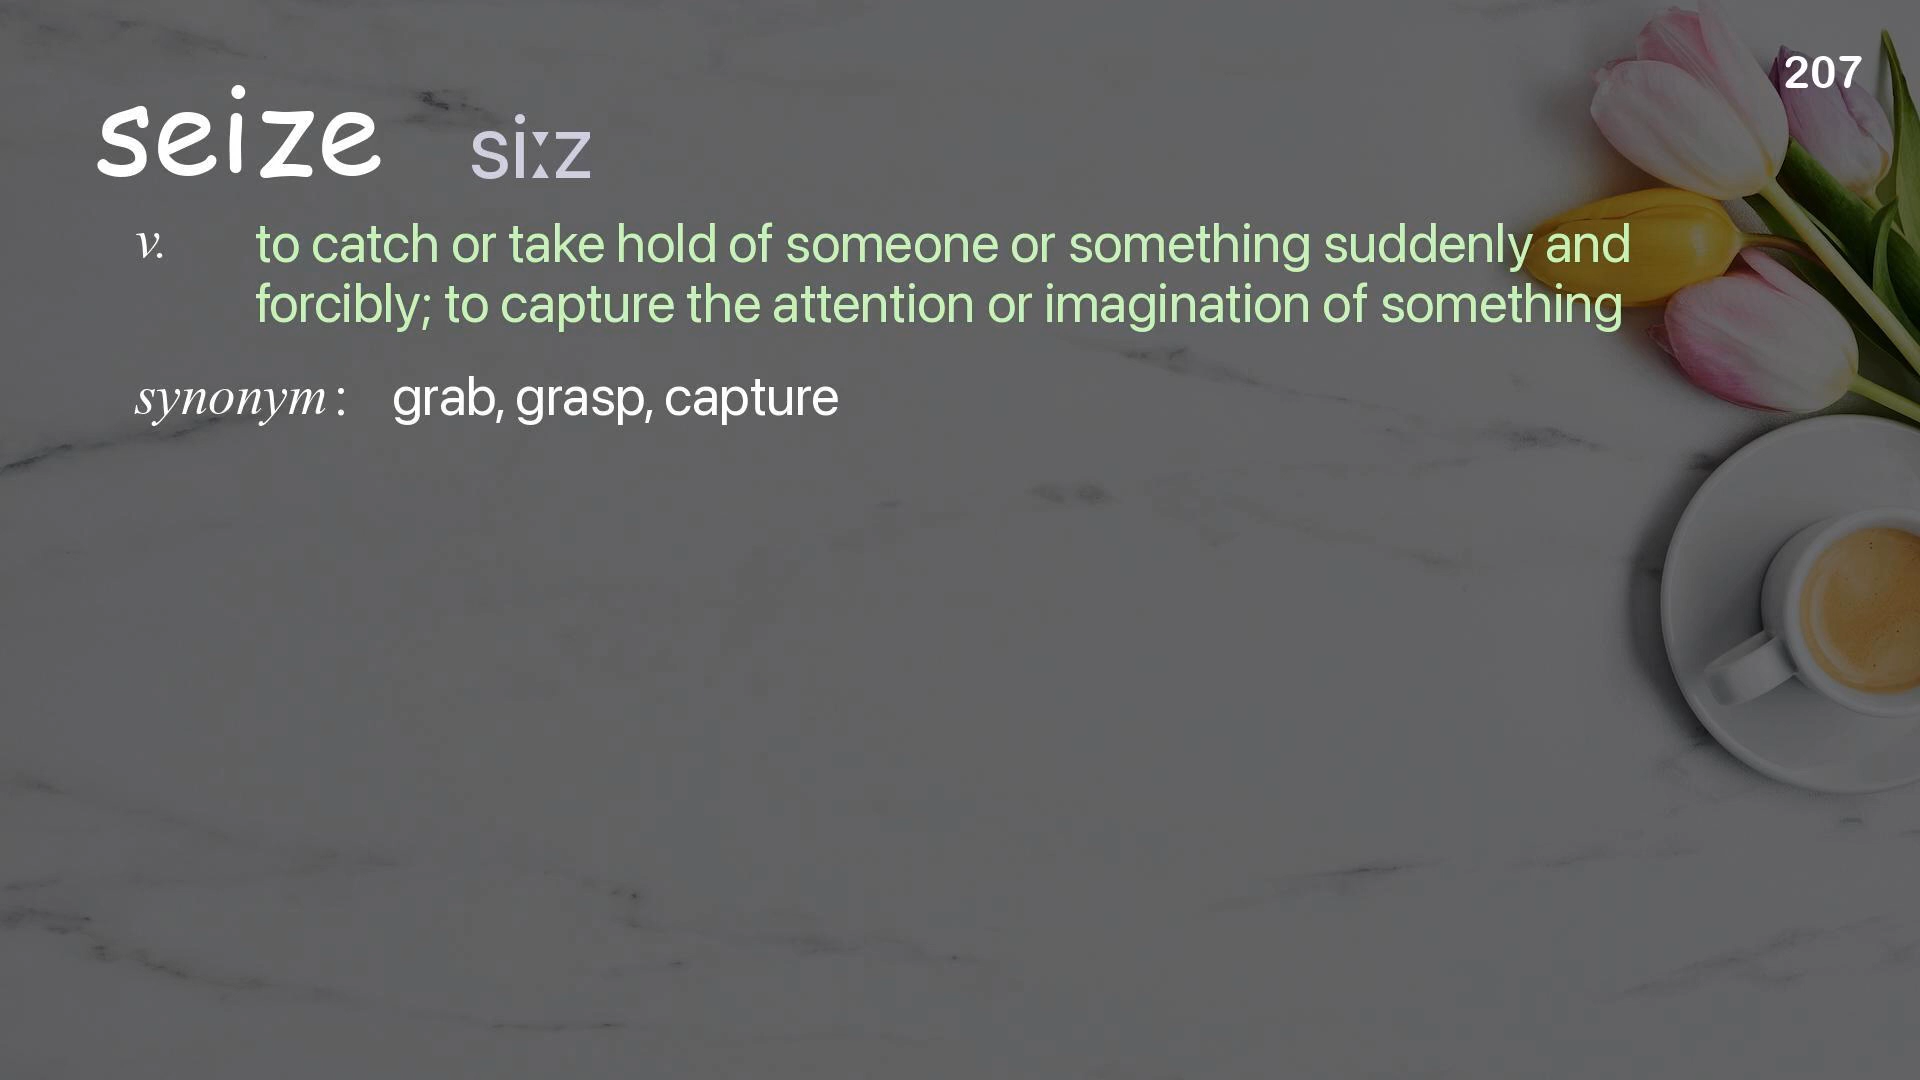 207
seize siːz
v. to catch or take hold of someone or something suddenly and
forcibly; to capture the attention or imagination of something
synonym : grab, grasp, capture